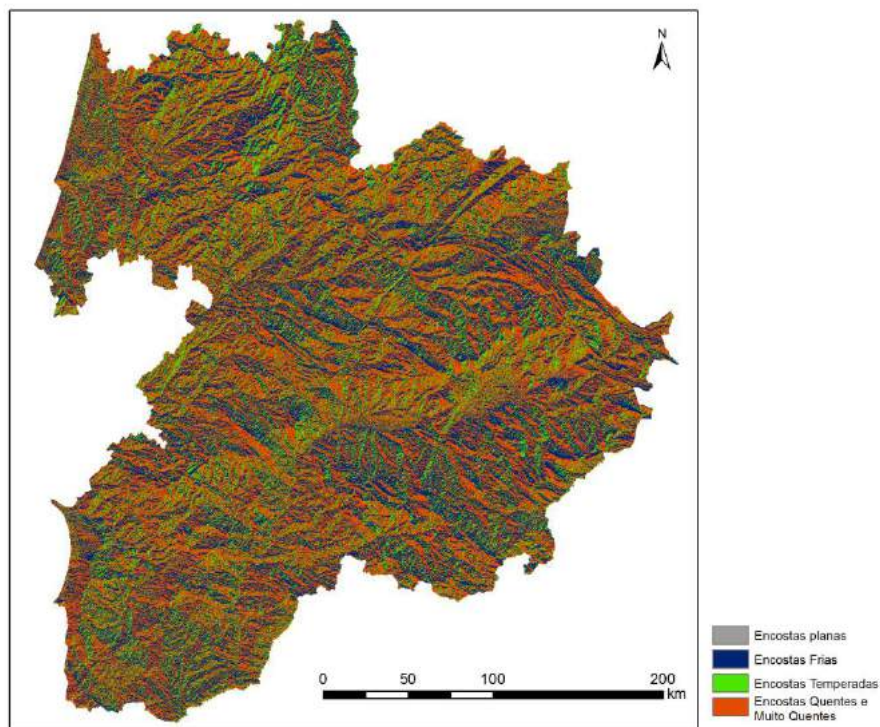 N
Encostas planas
Encostas Frias
Encostas Temperadas
Encostas Quentes e
Muito Quentes
0 50 100 200
km